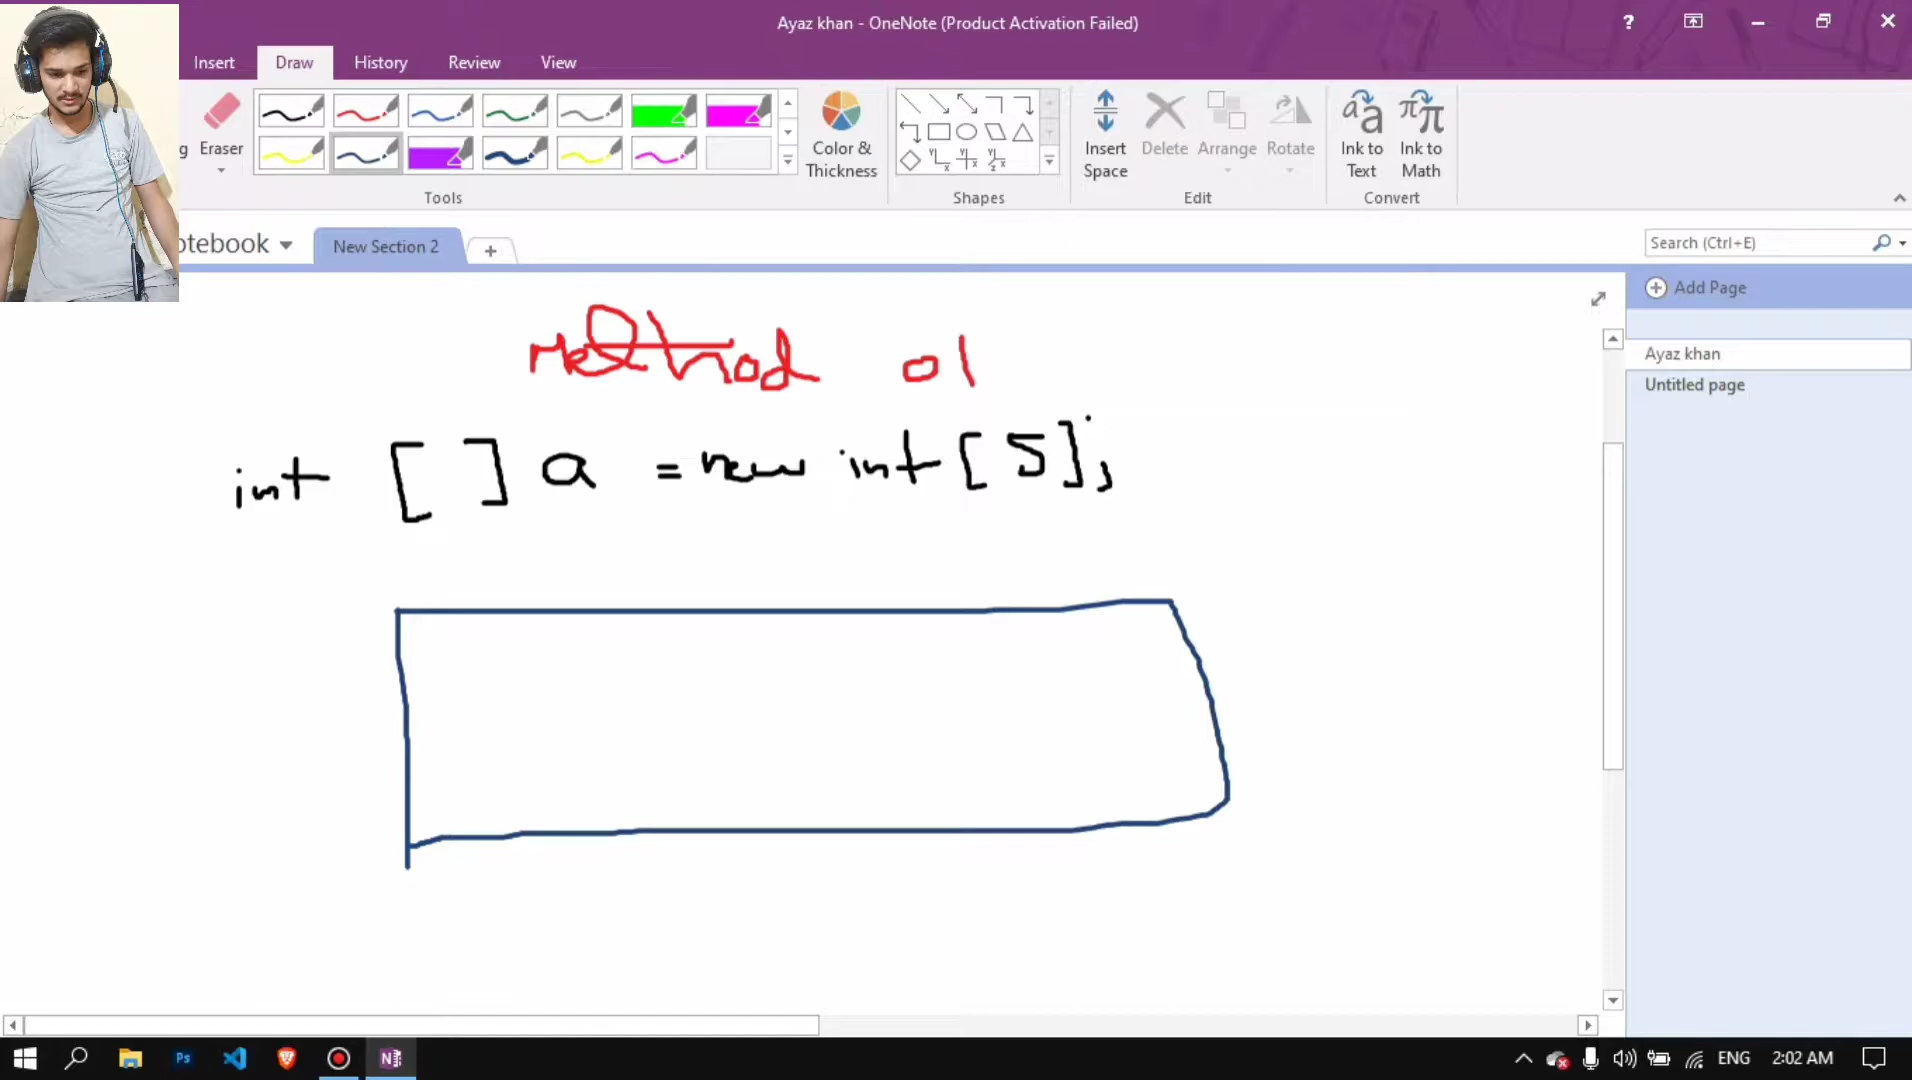 Ayaz khan - OneNote (Product Activation Failed)
?
Insert Draw History Review View
Eraser
Color & Thickness
Insert Space
Delete
Arrange
Rotate
Ink to Text
Ink to Math
Tools
Shapes
Edit
Convert
otebook
New Section 2
Search (Ctrl+E)
Add Page
Ayaz khan
Untitled page
Method 01
int [ ] a = new int [ 5 ] ;
Ps
N
ENG
2:02 AM